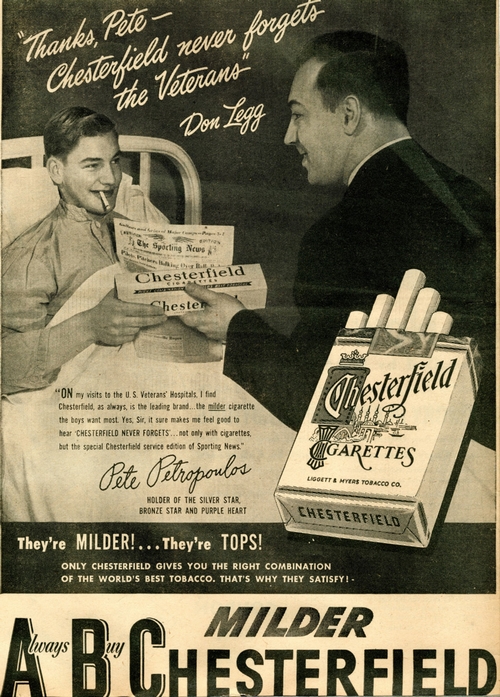 "Thanks, Pete —
Chesterfield never forgets
the Veterans"
Don Legg
The Sporting News
Chesterfield
CIGARETTES
Chester
"ON my visits to the U.S. Veterans' Hospitals, I find
Chesterfield, as always, is the leading brand...the milder cigarette
the boys want most. Yes, Sir, it sure makes me feel good to
hear 'CHESTERFIELD NEVER FORGETS'...not only with cigarettes,
but the special Chesterfield service edition of Sporting News."
Pete Petropoulos
HOLDER OF THE SILVER STAR,
BRONZE STAR AND PURPLE HEART
Chesterfield
CIGARETTES
LIGGETT & MYERS TOBACCO CO.
CHESTERFIELD
They're MILDER!...They're TOPS!
ONLY CHESTERFIELD GIVES YOU THE RIGHT COMBINATION
OF THE WORLD'S BEST TOBACCO. THAT'S WHY THEY SATISFY!
Always Buy MILDER
CHESTERFIELD